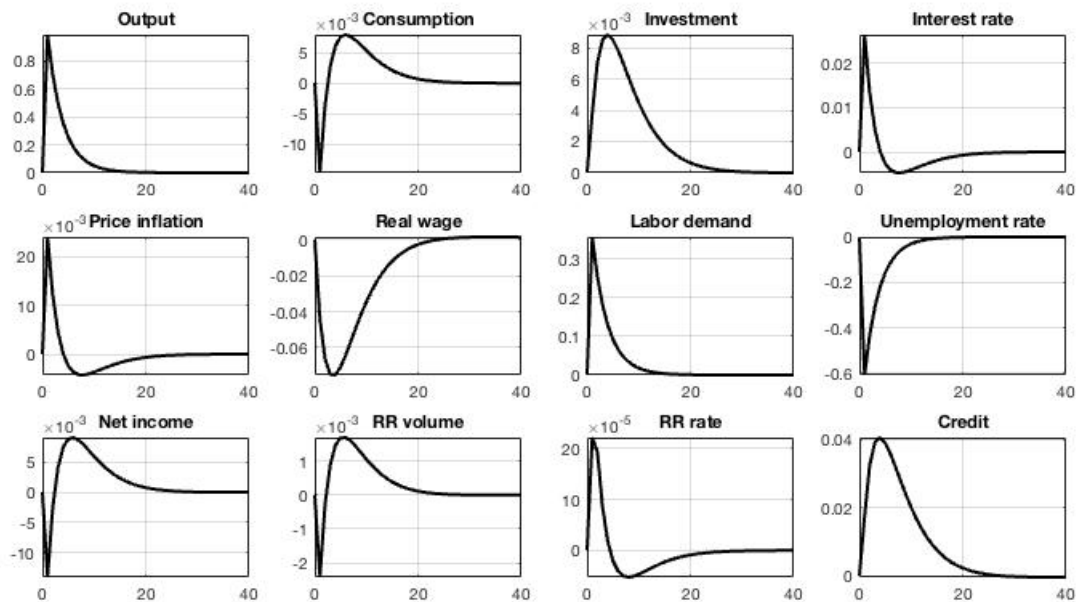 Output
0.8
0.6
0.4
0.2
0
0 20 40
×10⁻³ Consumption
5
0
-5
-10
0 20 40
×10⁻³ Investment
8
6
4
2
0
0 20 40
Interest rate
0.02
0.01
0
0 20 40
×10⁻³ Price inflation
20
10
0
0 20 40
Real wage
0
-0.02
-0.04
-0.06
0 20 40
Labor demand
0.3
0.2
0.1
0
0 20 40
Unemployment rate
0
-0.2
-0.4
-0.6
0 20 40
×10⁻³ Net income
5
0
-5
-10
0 20 40
×10⁻³ RR volume
1
0
-1
-2
0 20 40
×10⁻⁵ RR rate
20
10
0
0 20 40
Credit
0.04
0.02
0
0 20 40